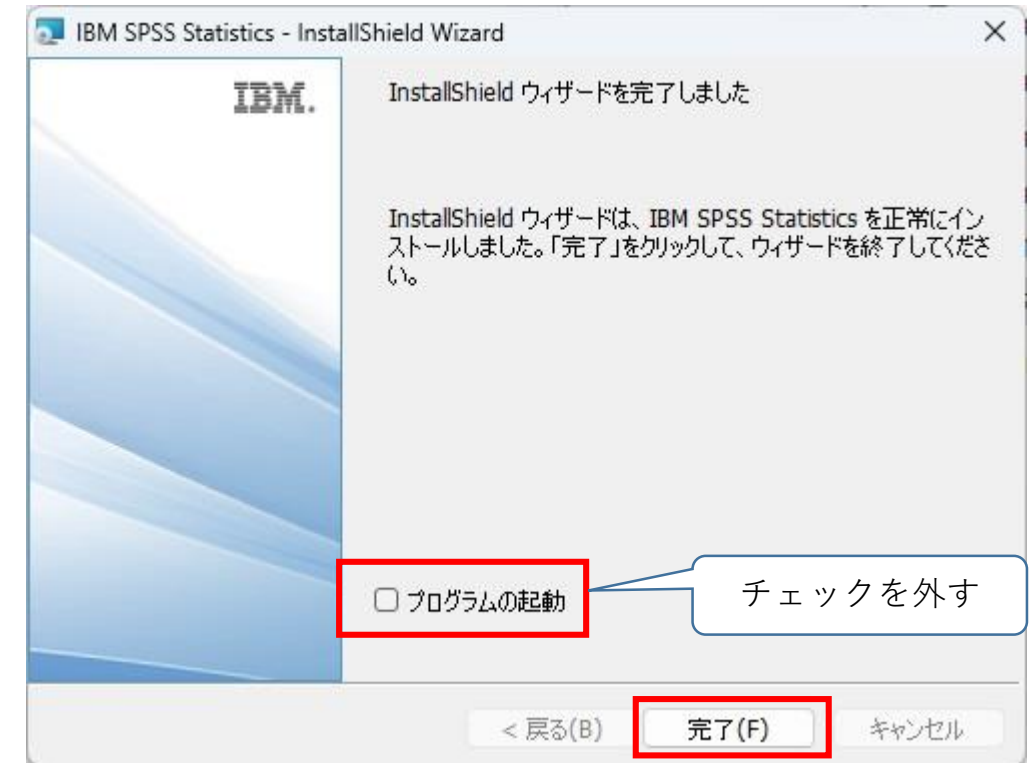 IBM SPSS Statistics - InstallShield Wizard
IBM.
InstallShield ウィザードを完了しました
InstallShield ウィザードは、IBM SPSS Statistics を正常にイン
ストールしました。「完了」をクリックして、ウィザードを終了してくださ
い。
プログラムの起動
チェックを外す
< 戻る(B)
完了(F)
キャンセル